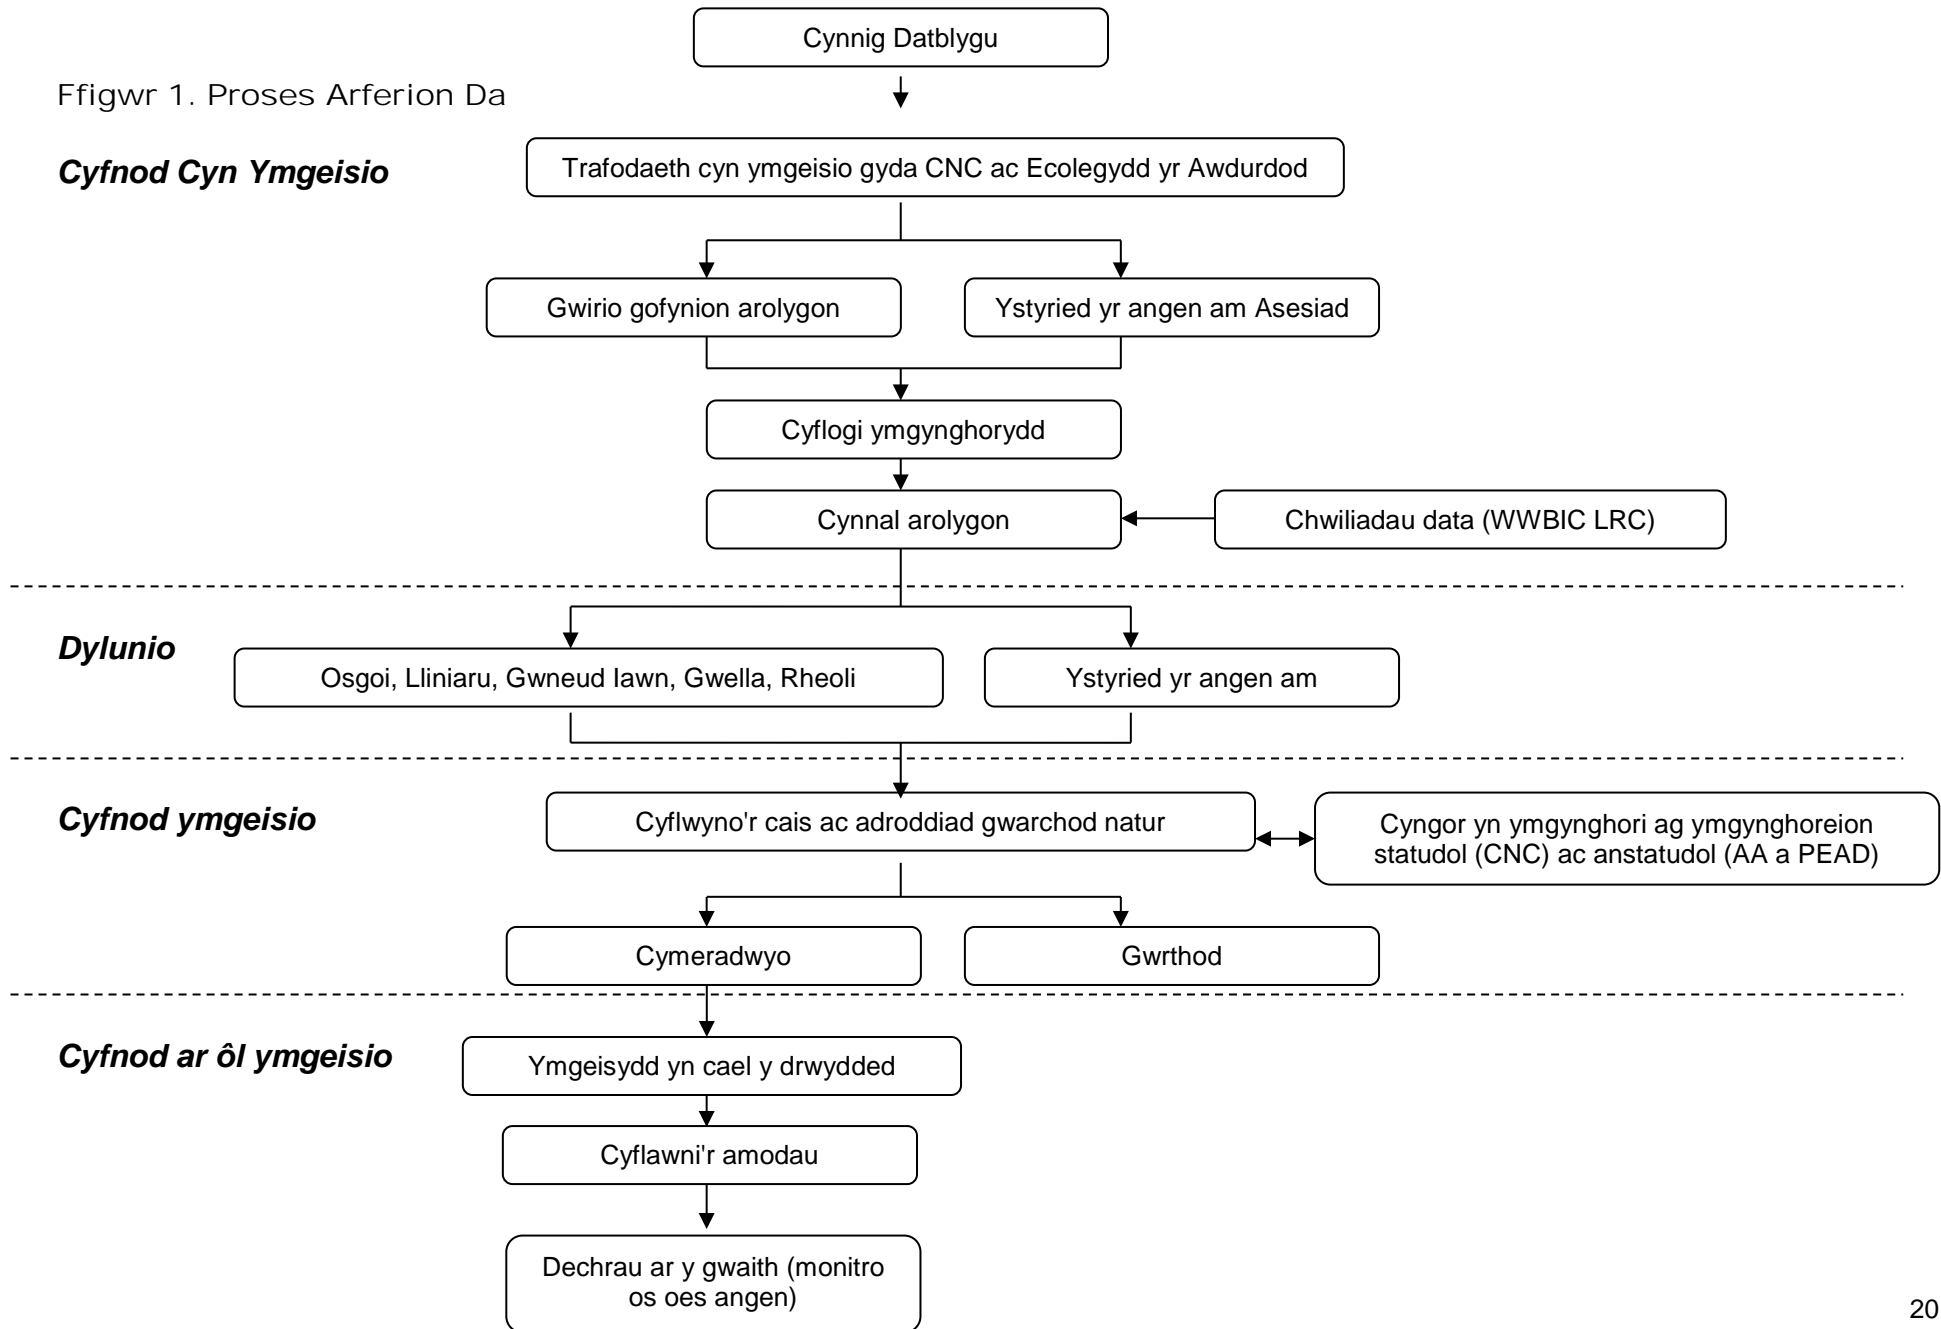 Cynnig Datblygu
Ffigwr 1. Proses Arferion Da
Cyfnod Cyn Ymgeisio
Trafodaeth cyn ymgeisio gyda CNC ac Ecolegydd yr Awdurdod
Gwirio gofynion arolygon
Ystyried yr angen am Asesiad
Cyflogi ymgynghorydd
Cynnal arolygon
Chwiliadau data (WWBIC LRC)
Dylunio
Osgoi, Lliniaru, Gwneud Iawn, Gwella, Rheoli
Ystyried yr angen am
Cyfnod ymgeisio
Cyflwyno'r cais ac adroddiad gwarchod natur
Cyngor yn ymgynghori ag ymgynghoreion
statudol (CNC) ac anstatudol (AA a PEAD)
Cymeradwyo
Gwrthod
Cyfnod ar ôl ymgeisio
Ymgeisydd yn cael y drwydded
Cyflawni'r amodau
Dechrau ar y gwaith (monitro
os oes angen)
20